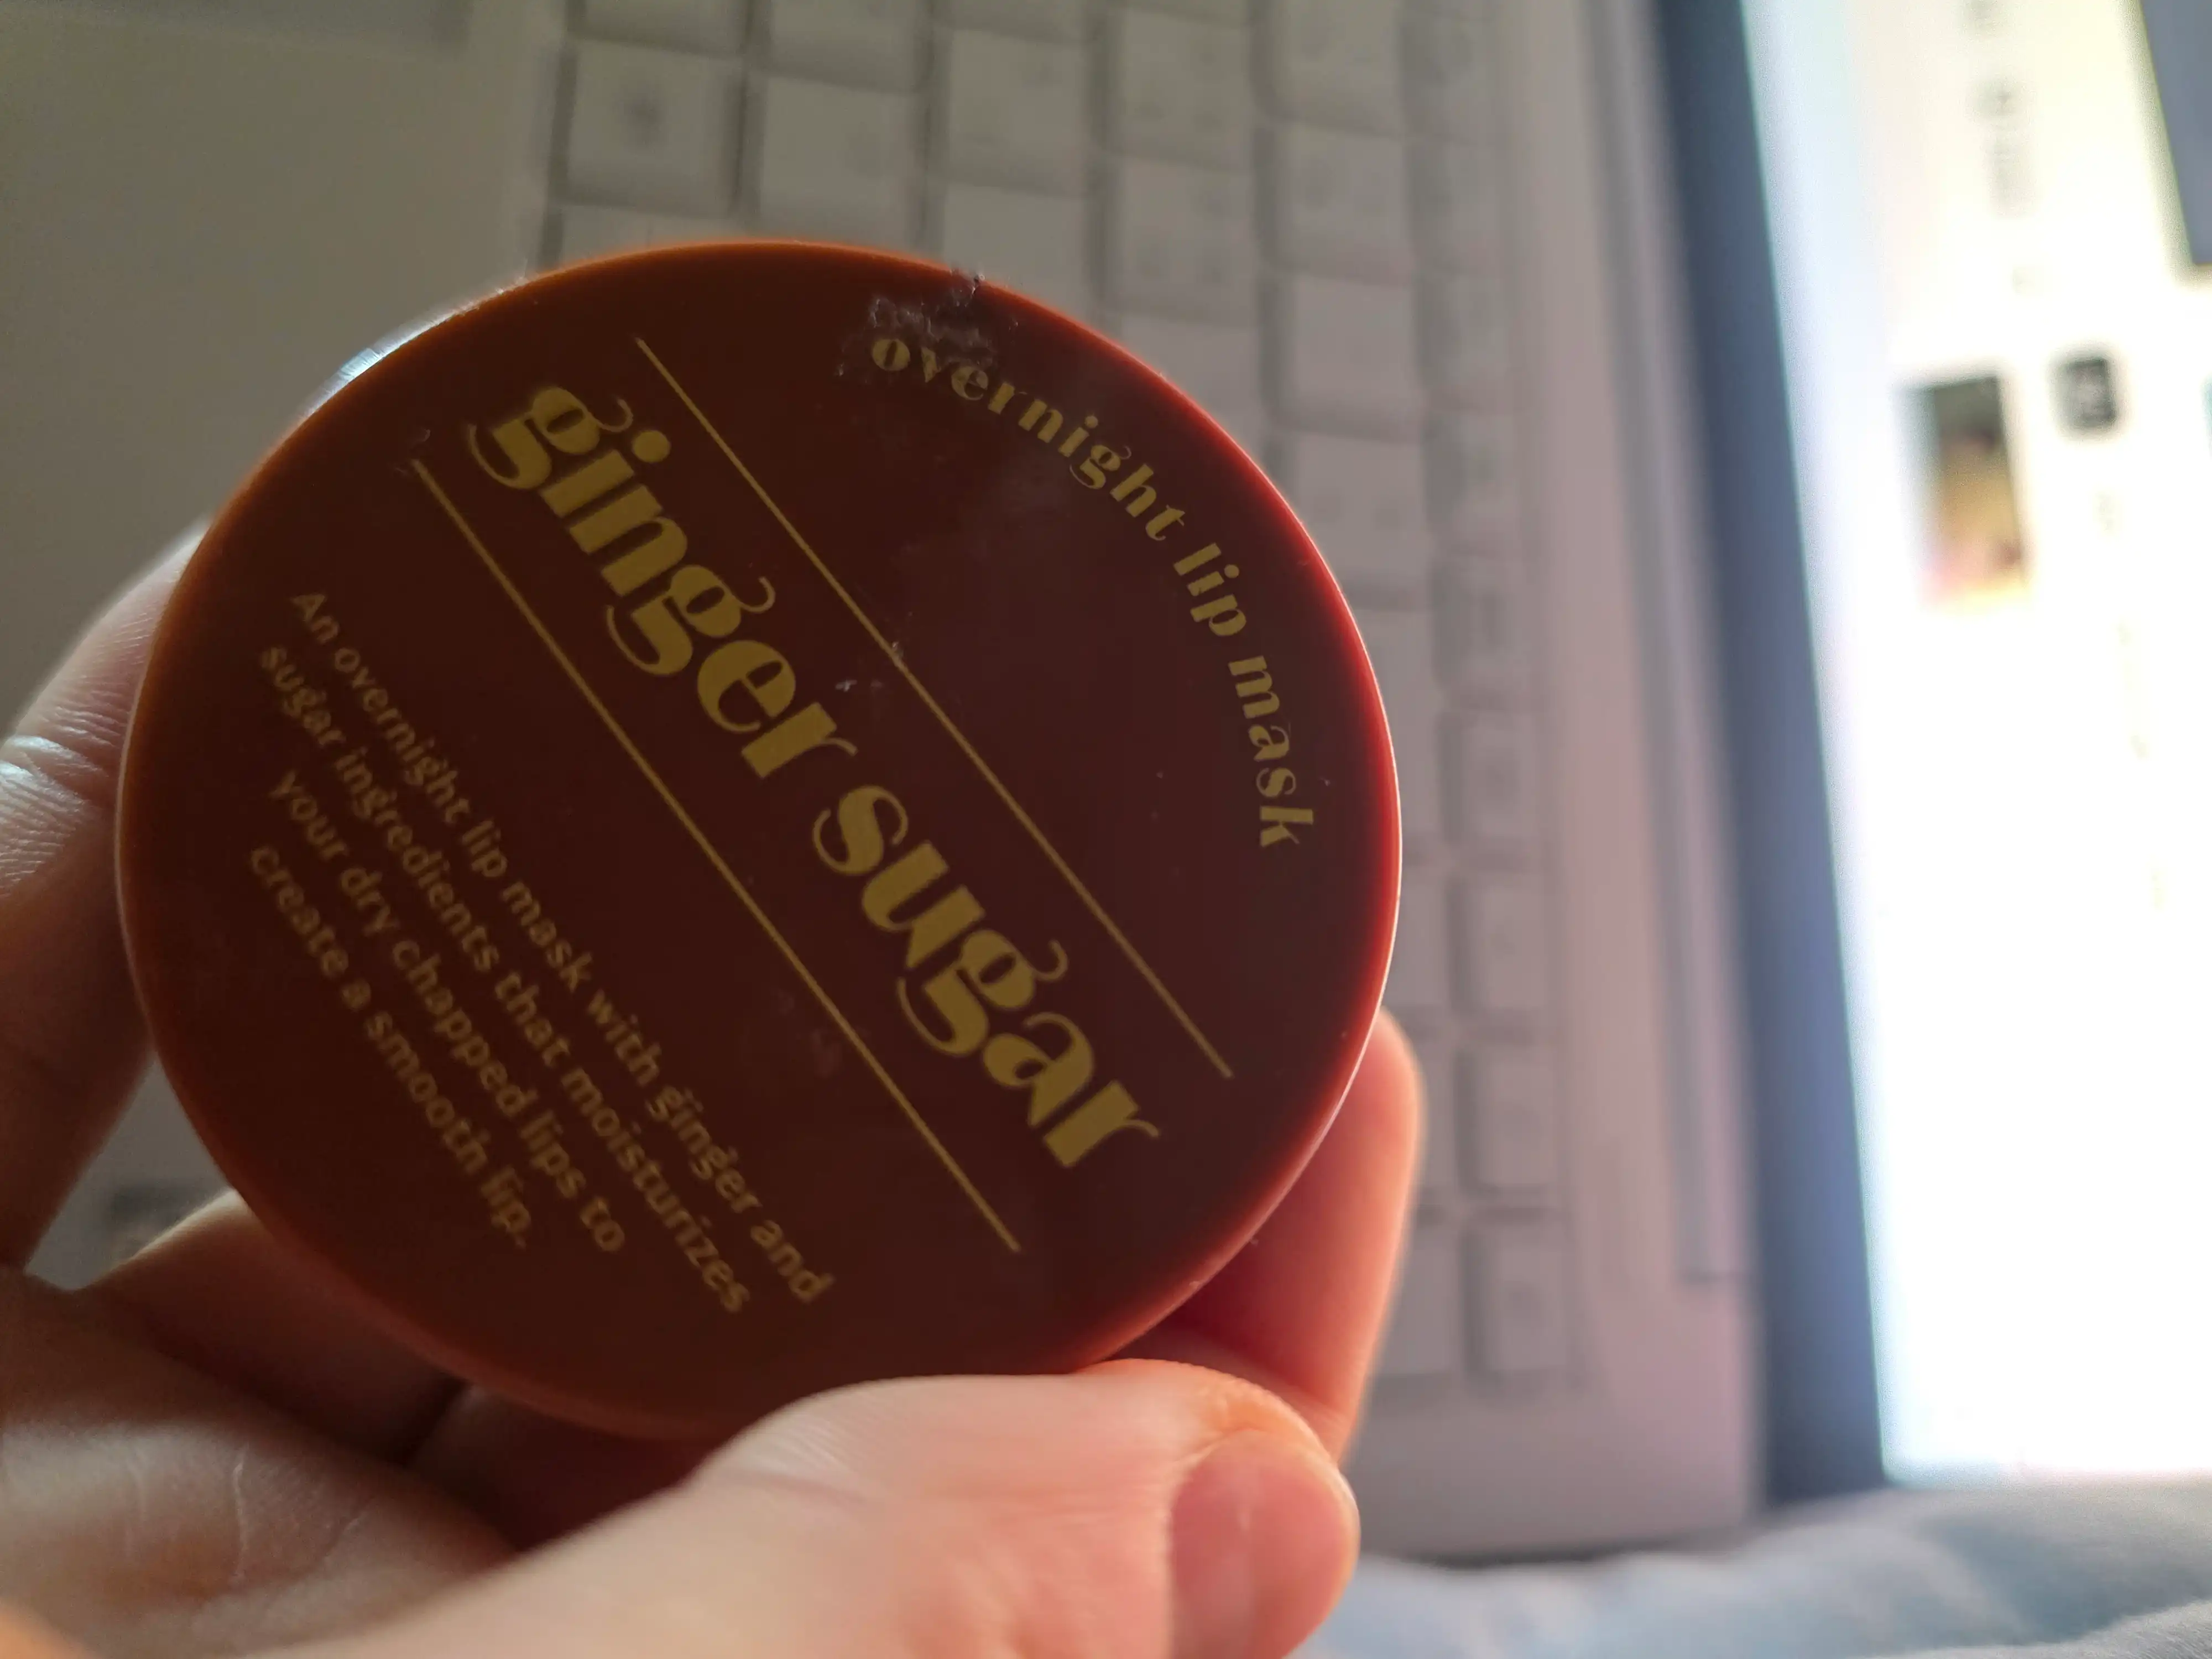 overnight lip mask
ginger sugar
An overnight lip mask with ginger and
sugar ingredients that moisturizes
your dry chapped lips to
create a smooth lip.